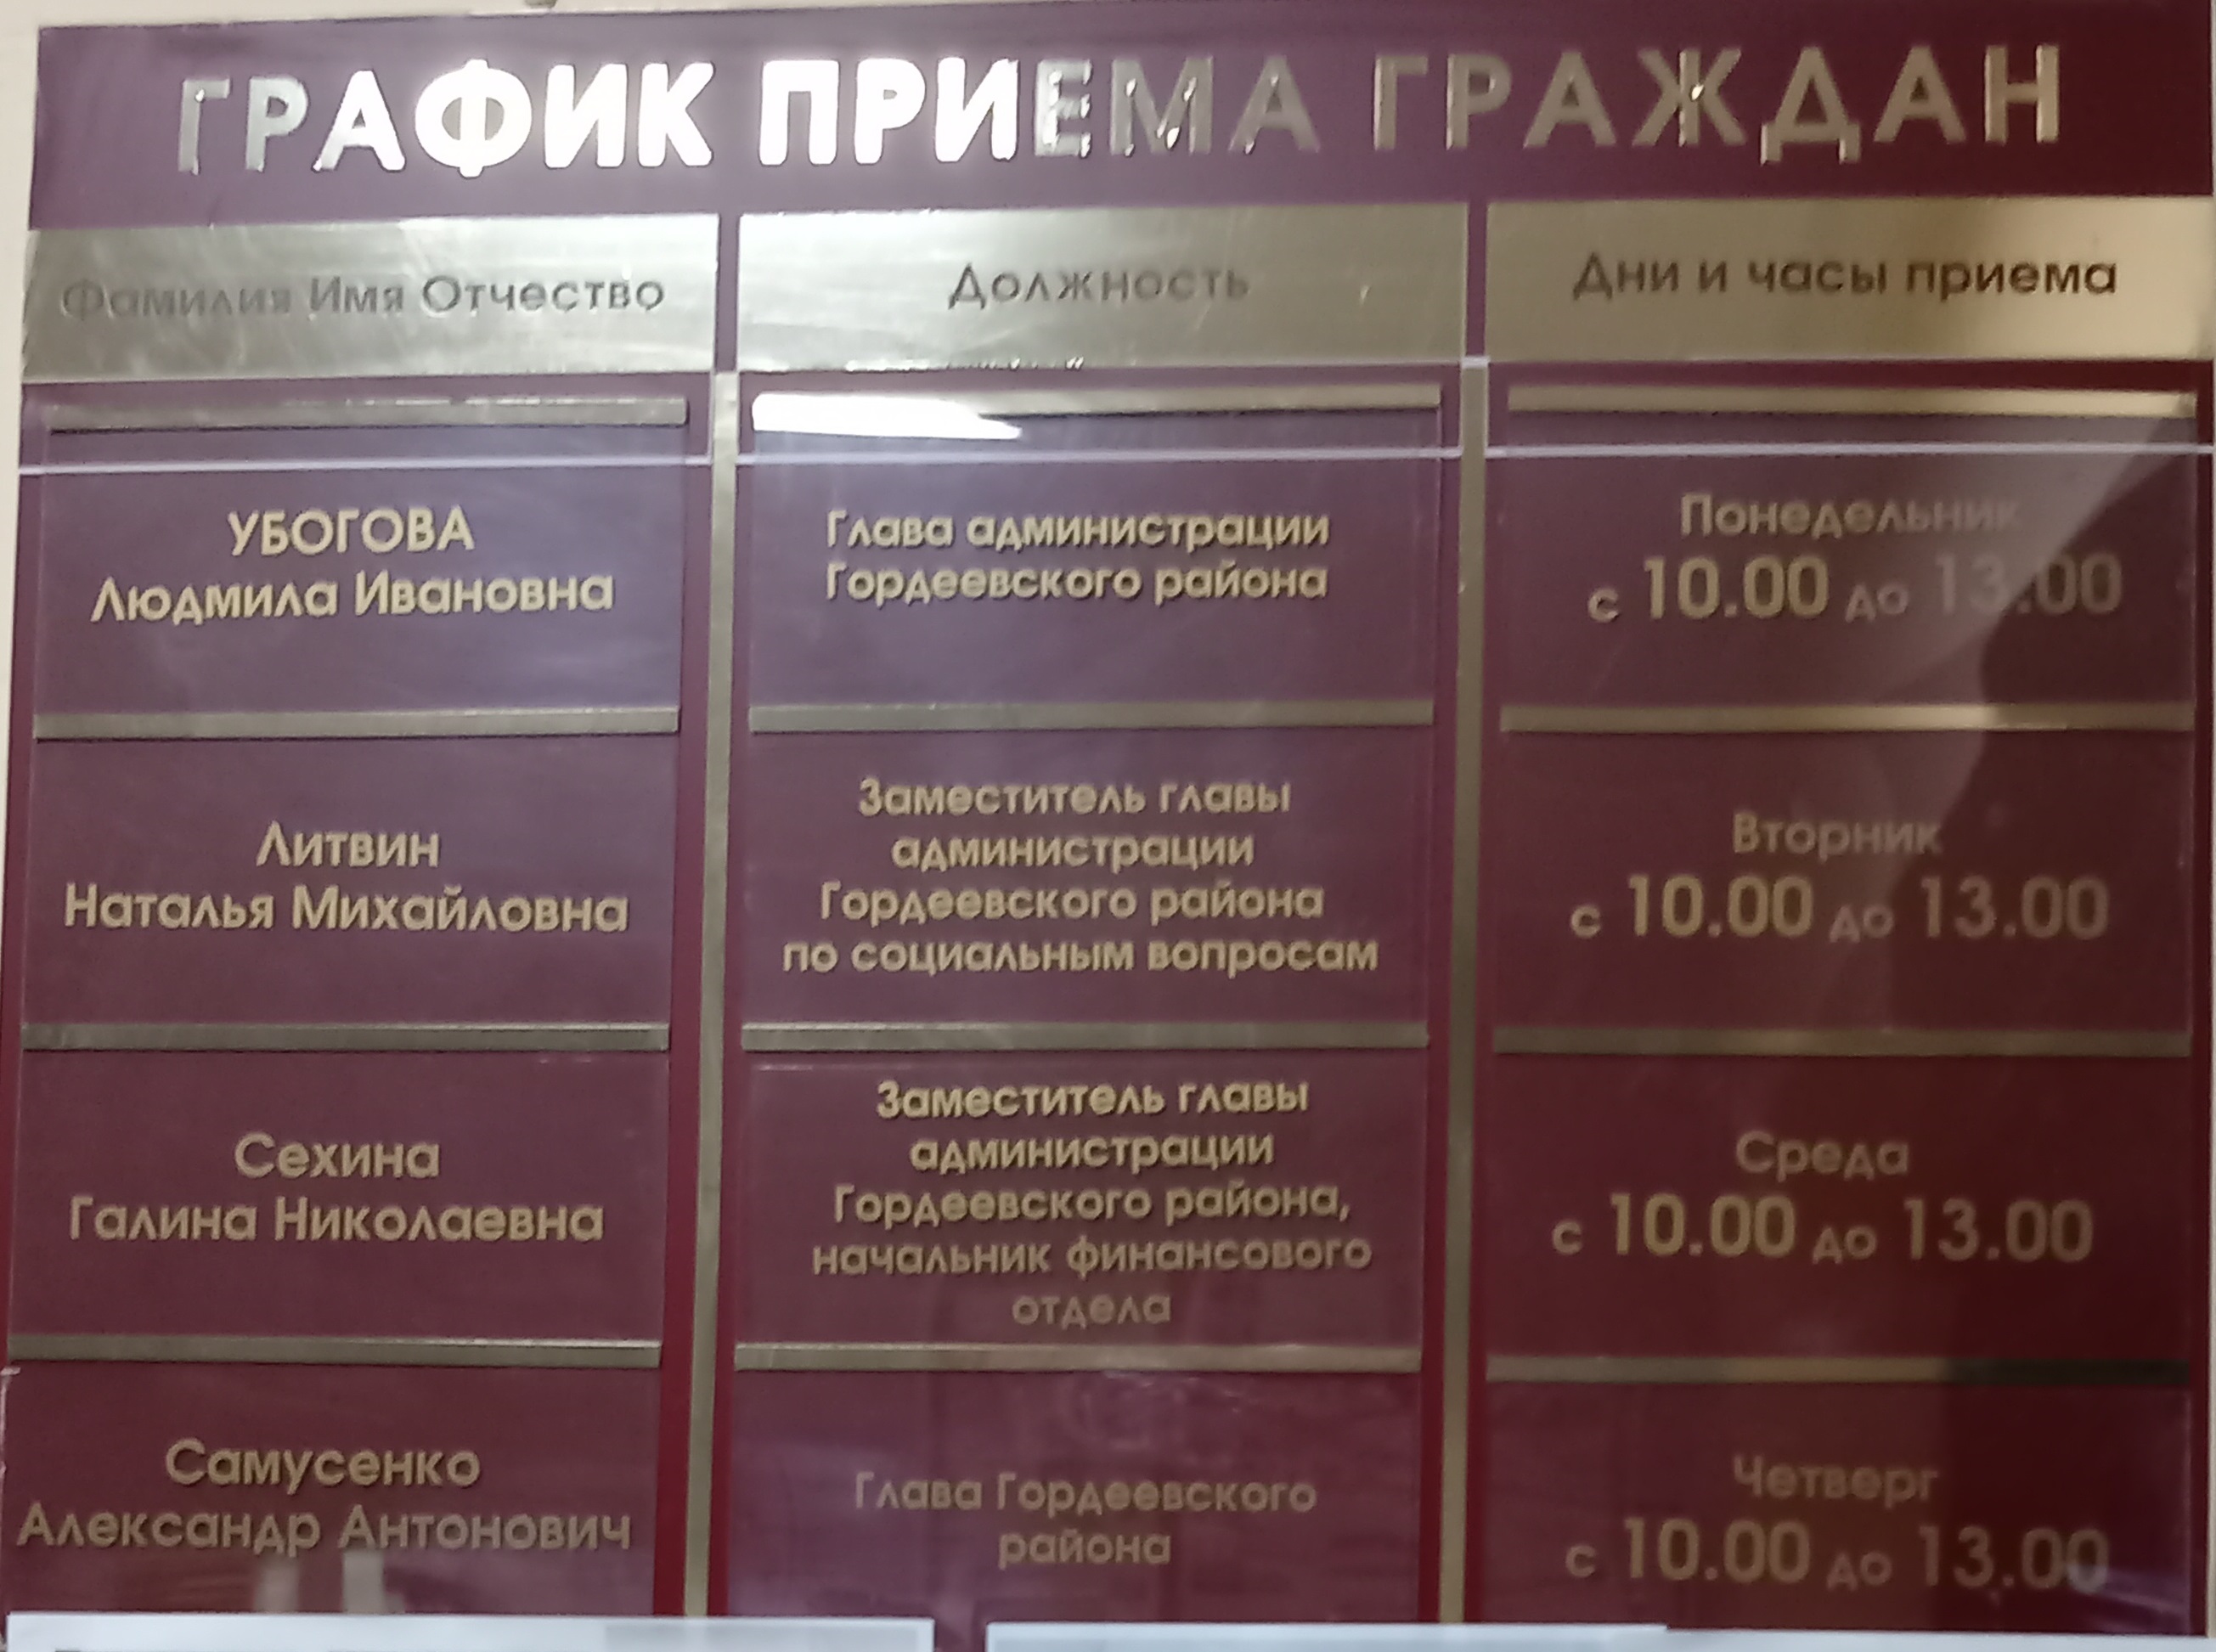 ГРАФИК ПРИЕМА ГРАЖДАН
Фамилия Имя Отчество
Должность
Дни и часы приема
УБОГОВА
Людмила Ивановна
Глава администрации
Гордеевского района
Понедельник
с 10.00 до 13.00
Литвин
Наталья Михайловна
Заместитель главы
администрации
Гордеевского района
по социальным вопросам
Вторник
с 10.00 до 13.00
Сехина
Галина Николаевна
Заместитель главы
администрации
Гордеевского района,
начальник финансового
отдела
Среда
с 10.00 до 13.00
Самусенко
Александр Антонович
Глава Гордеевского
района
Четверг
с 10.00 до 13.00